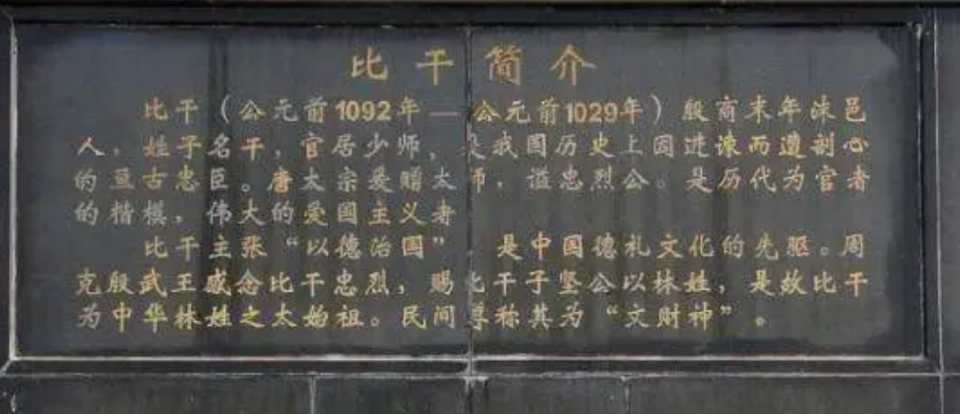 比干简介
比干（公元前1092年—公元前1029年）殷商末年沫邑
人，姓子名干，官居少师，是我国历史上因进谏而遭剖心
的亘古忠臣。唐太宗爱赠太师，谥忠烈公。是历代为官者
的楷模，伟大的爱国主义者
比干主张“以德治国”，是中国德礼文化的先驱。周
克殷武王感念比干忠烈，赐比干子坚公以林姓，是故比干
为中华林姓之太始祖。民间尊称其为“文财神”。